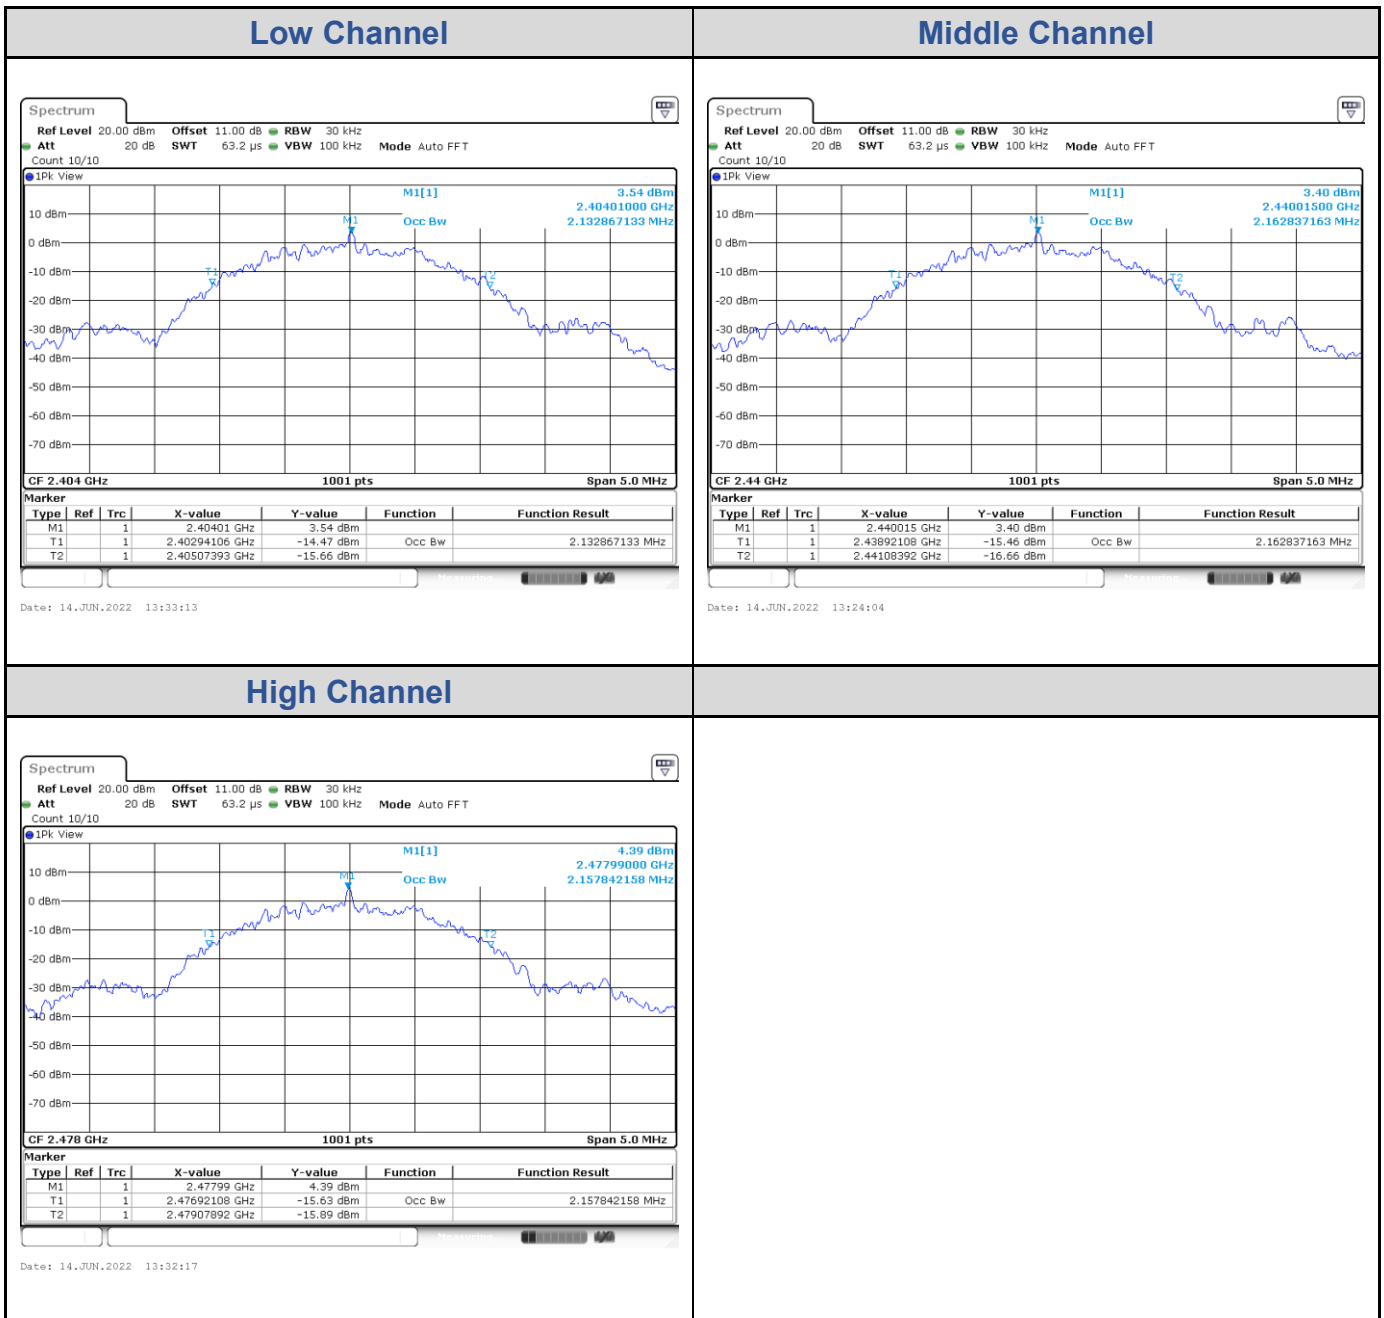 Low Channel
Middle Channel
Spectrum
Ref Level 20.00 dBm Offset 11.00 dB RBW 30 kHz
Att 20 dB SWT 63.2 µs VBW 100 kHz Mode Auto FFT
Count 10/10
1Pk View
M1[1] 3.54 dBm
2.40401000 GHz
Occ Bw 2.132867133 MHz
M1
T1
T2
10 dBm
0 dBm
-10 dBm
-20 dBm
-30 dBm
-40 dBm
-50 dBm
-60 dBm
-70 dBm
CF 2.404 GHz 1001 pts Span 5.0 MHz
Marker
Type Ref Trc X-value Y-value Function Function Result
M1 1 2.40401 GHz 3.54 dBm
T1 1 2.40294106 GHz -14.47 dBm Occ Bw 2.132867133 MHz
T2 1 2.40507393 GHz -15.66 dBm
Measuring
Date: 14.JUN.2022 13:33:13
Spectrum
Ref Level 20.00 dBm Offset 11.00 dB RBW 30 kHz
Att 20 dB SWT 63.2 µs VBW 100 kHz Mode Auto FFT
Count 10/10
1Pk View
M1[1] 3.40 dBm
2.44001500 GHz
Occ Bw 2.162837163 MHz
M1
T1
T2
10 dBm
0 dBm
-10 dBm
-20 dBm
-30 dBm
-40 dBm
-50 dBm
-60 dBm
-70 dBm
CF 2.44 GHz 1001 pts Span 5.0 MHz
Marker
Type Ref Trc X-value Y-value Function Function Result
M1 1 2.440015 GHz 3.40 dBm
T1 1 2.43892108 GHz -15.46 dBm Occ Bw 2.162837163 MHz
T2 1 2.44108392 GHz -16.66 dBm
Measuring
Date: 14.JUN.2022 13:24:04
High Channel
Spectrum
Ref Level 20.00 dBm Offset 11.00 dB RBW 30 kHz
Att 20 dB SWT 63.2 µs VBW 100 kHz Mode Auto FFT
Count 10/10
1Pk View
M1[1] 4.39 dBm
2.47799000 GHz
Occ Bw 2.157842158 MHz
M1
T1
T2
10 dBm
0 dBm
-10 dBm
-20 dBm
-30 dBm
-40 dBm
-50 dBm
-60 dBm
-70 dBm
CF 2.478 GHz 1001 pts Span 5.0 MHz
Marker
Type Ref Trc X-value Y-value Function Function Result
M1 1 2.47799 GHz 4.39 dBm
T1 1 2.47692108 GHz -15.63 dBm Occ Bw 2.157842158 MHz
T2 1 2.47907892 GHz -15.89 dBm
Measuring
Date: 14.JUN.2022 13:32:17